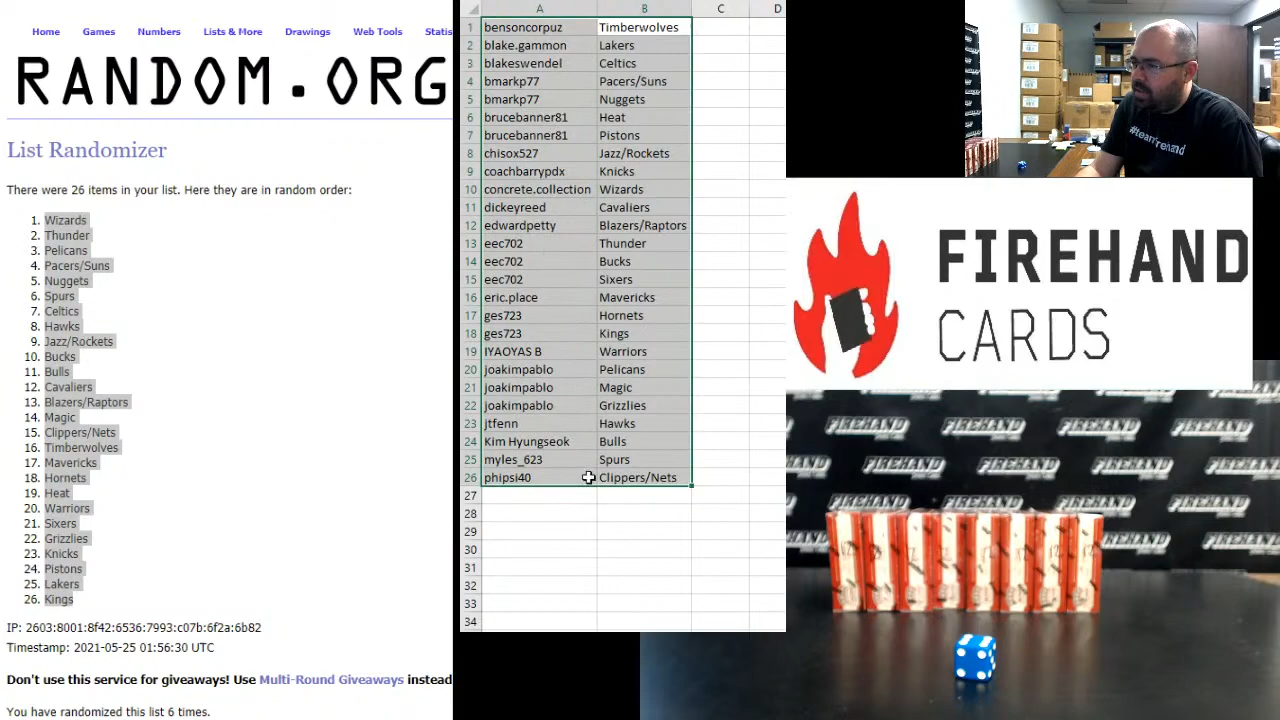 Home Games Numbers Lists & More Drawings Web Tools Statis
RANDOM.ORG
List Randomizer
There were 26 items in your list. Here they are in random order:
1. Wizards
2. Thunder
3. Pelicans
4. Pacers/Suns
5. Nuggets
6. Spurs
7. Celtics
8. Hawks
9. Jazz/Rockets
10. Bucks
11. Bulls
12. Cavaliers
13. Blazers/Raptors
14. Magic
15. Clippers/Nets
16. Timberwolves
17. Mavericks
18. Hornets
19. Heat
20. Warriors
21. Sixers
22. Grizzlies
23. Knicks
24. Pistons
25. Lakers
26. Kings
IP: 2603:8001:8f42:6536:7993:c07b:6f2a:6b82
Timestamp: 2021-05-25 01:56:30 UTC
Don't use this service for giveaways! Use Multi-Round Giveaways instead
You have randomized this list 6 times.
A B C D
1 bensoncorpuz Timberwolves
2 blake.gammon Lakers
3 blakeswendel Celtics
4 bmarkp77 Pacers/Suns
5 bmarkp77 Nuggets
6 brucebanner81 Heat
7 brucebanner81 Pistons
8 chisox527 Jazz/Rockets
9 coachbarrypdx Knicks
10 concrete.collection Wizards
11 dickeyreed Cavaliers
12 edwardpetty Blazers/Raptors
13 eec702 Thunder
14 eec702 Bucks
15 eec702 Sixers
16 eric.place Mavericks
17 ges723 Hornets
18 ges723 Kings
19 IYAOYAS B Warriors
20 joakimpablo Pelicans
21 joakimpablo Magic
22 joakimpablo Grizzlies
23 jtfenn Hawks
24 Kim Hyungseok Bulls
25 myles_623 Spurs
26 phipsi40 Clippers/Nets
27
28
29
30
31
32
33
34
#teamfirehand
FIREHAND
CARDS
FIREHAND
FIREHAND
FIREHAND
FIREHAND